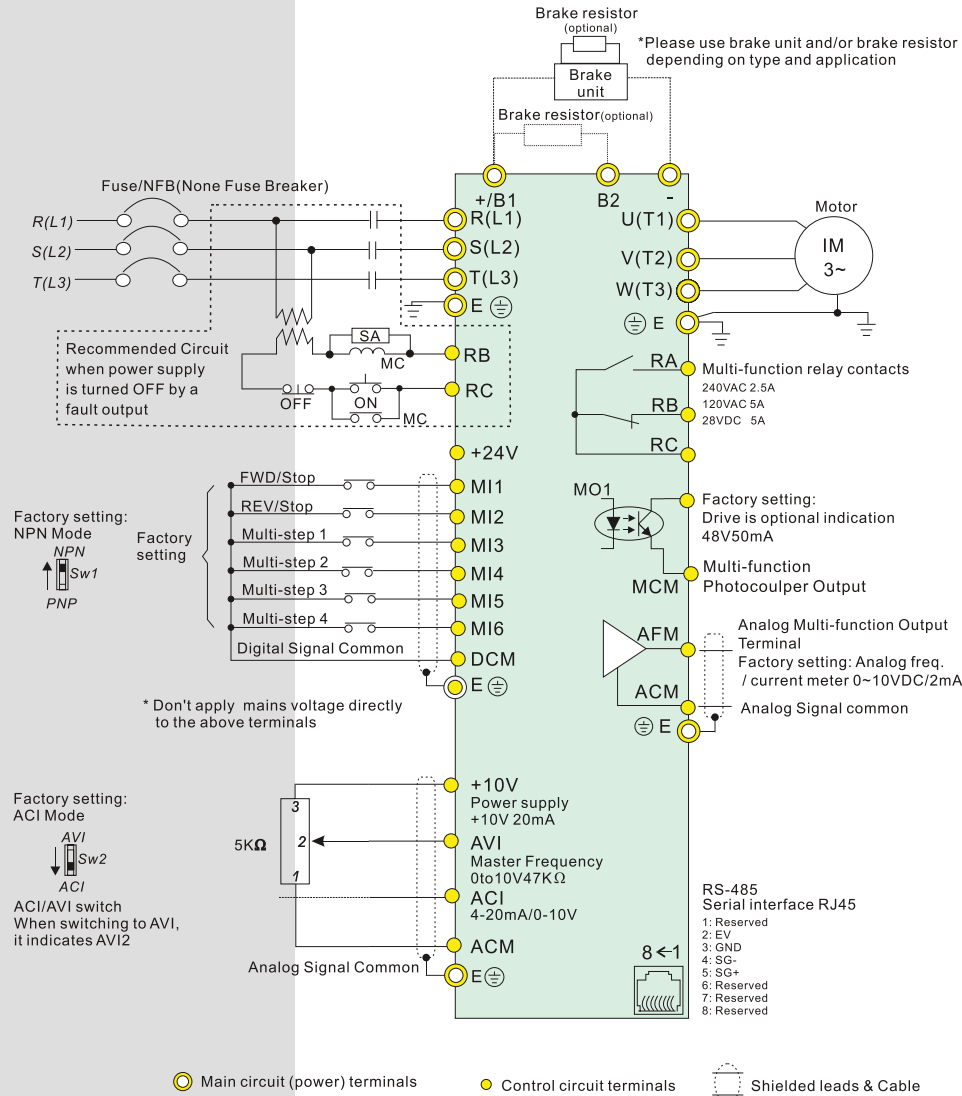 Brake resistor
(optional)
*Please use brake unit and/or brake resistor
depending on type and application
Brake
unit
Brake resistor(optional)
Fuse/NFB(None Fuse Breaker)
+/B1
B2
-
R(L1)
R(L1)
U(T1)
Motor
S(L2)
S(L2)
V(T2)
IM
3~
T(L3)
T(L3)
W(T3)
E
E
Recommended Circuit
when power supply
is turned OFF by a
fault output
SA
MC
RB
OFF
ON
MC
RC
RA
Multi-function relay contacts
240VAC 2.5A
RB
120VAC 5A
28VDC 5A
RC
+24V
FWD/Stop
MI1
REV/Stop
MI2
Multi-step 1
MI3
Multi-step 2
MI4
Multi-step 3
MI5
Multi-step 4
MI6
Digital Signal Common
DCM
E
Factory setting:
NPN Mode
NPN
Sw1
PNP
Factory
setting
MO1
Factory setting:
Drive is optional indication
48V50mA
Multi-function
Photocoulper Output
MCM
AFM
Analog Multi-function Output
Terminal
Factory setting: Analog freq.
/ current meter 0~10VDC/2mA
ACM
Analog Signal common
E
* Don't apply mains voltage directly
to the above terminals
Factory setting:
ACI Mode
AVI
Sw2
ACI
ACI/AVI switch
When switching to AVI,
it indicates AVI2
3
5KΩ
2
1
+10V
Power supply
+10V 20mA
AVI
Master Frequency
0to10V47KΩ
ACI
4-20mA/0-10V
ACM
Analog Signal Common
E
RS-485
Serial interface RJ45
1: Reserved
2: EV
3: GND
4: SG-
5: SG+
6: Reserved
7: Reserved
8: Reserved
8←1
Main circuit (power) terminals
Control circuit terminals
Shielded leads & Cable